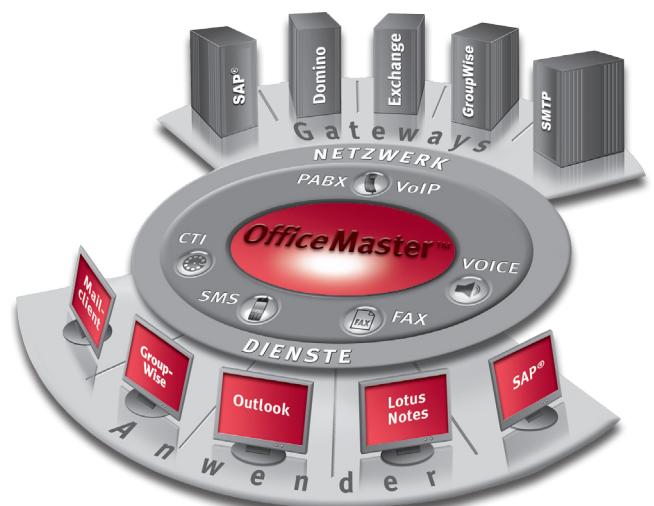 SAP®
Domino
Exchange
GroupWise
SMTP
Gateways
NETZWERK
PABX VoIP
OfficeMaster™
CTI
VOICE
SMS
FAX
FAX
DIENSTE
Mail-
client
Group-
Wise
Outlook
Lotus
Notes
SAP®
Anwender